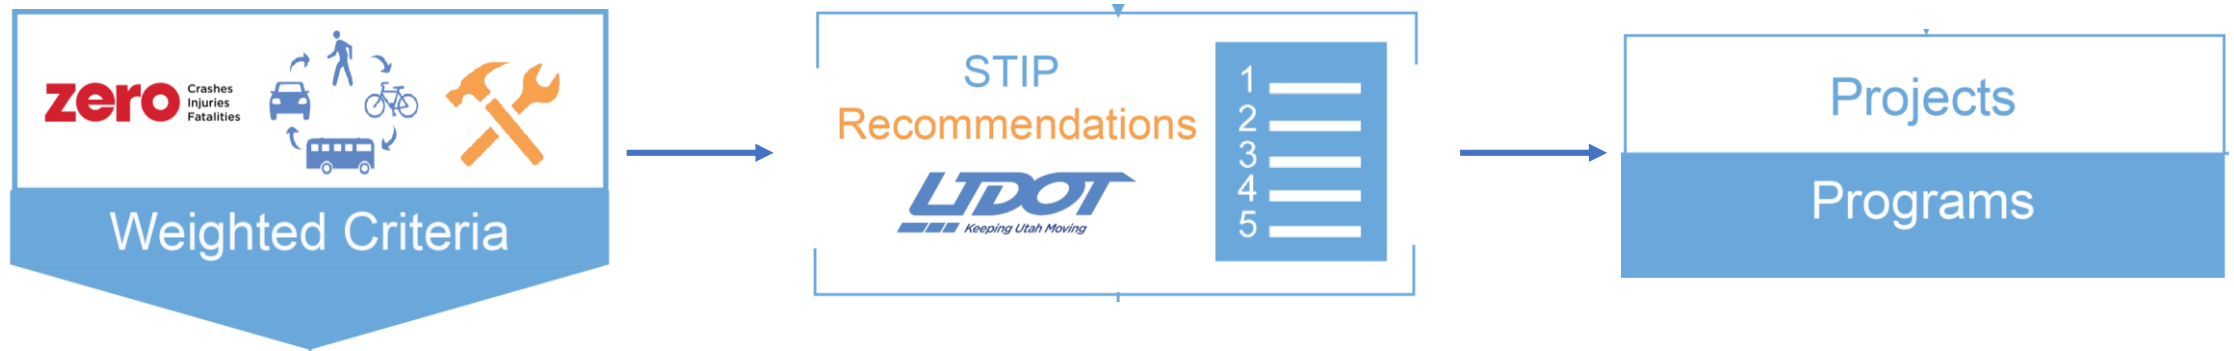 zero
Crashes
Injuries
Fatalities
Weighted Criteria
STIP
Recommendations
UDOT
Keeping Utah Moving
1
2
3
4
5
Projects
Programs